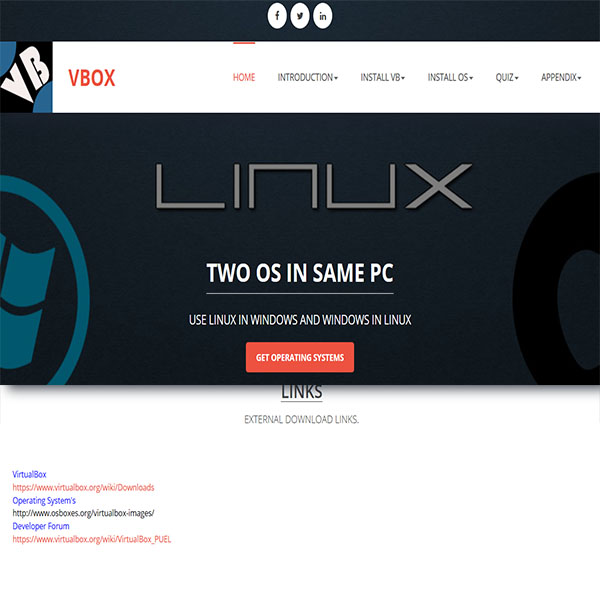 VB
VBOX
HOME INTRODUCTION INSTALL VB INSTALL OS QUIZ APPENDIX
LINUX
TWO OS IN SAME PC
USE LINUX IN WINDOWS AND WINDOWS IN LINUX
GET OPERATING SYSTEMS
LINKS
EXTERNAL DOWNLOAD LINKS.
VirtualBox
https://www.virtualbox.org/wiki/Downloads
Operating System's
http://www.osboxes.org/virtualbox-images/
Developer Forum
https://www.virtualbox.org/wiki/VirtualBox_PUEL